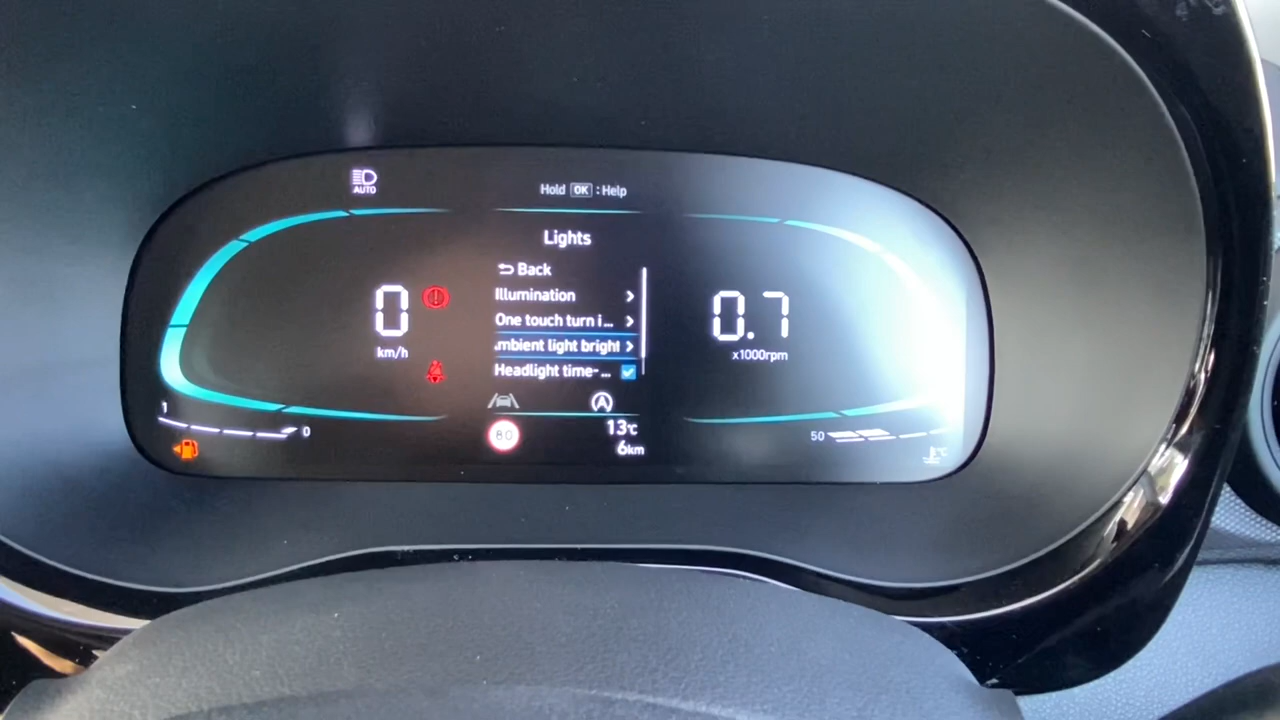 AUTO
Hold OK : Help
Lights
Back
Illumination
One touch turn i...
mbient light bright
Headlight time-...
0
km/h
0.7
x1000rpm
1
0
80
13℃
6km
50